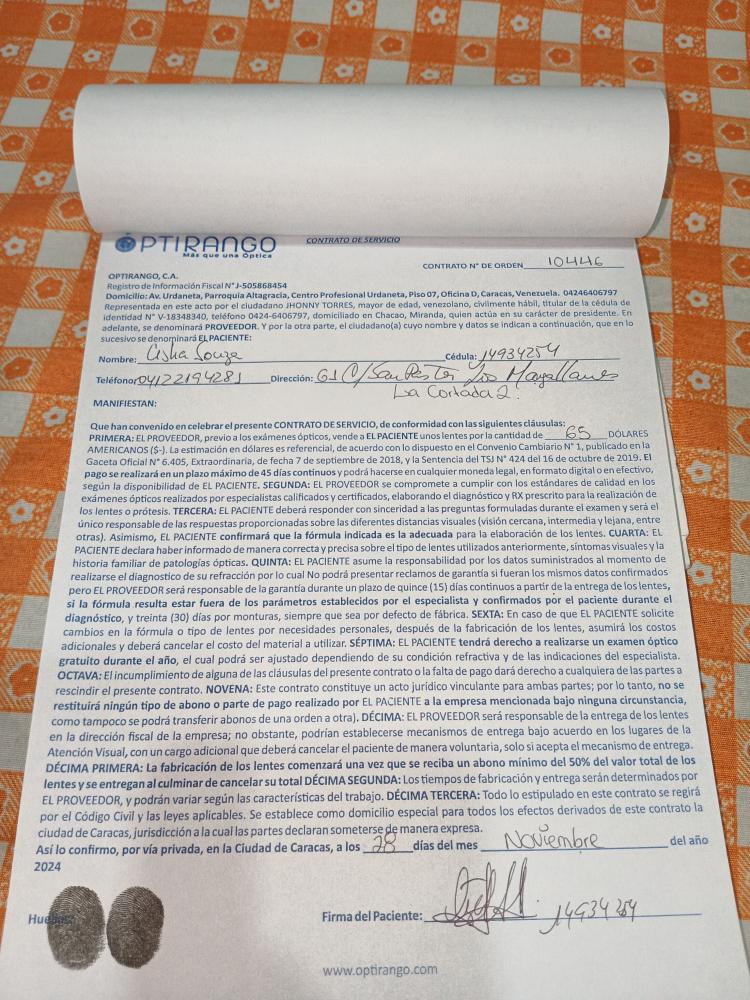 OPTIRANGO
Más que una Óptica
CONTRATO DE SERVICIO
CONTRATO N° DE ORDEN 10446
OPTIRANGO, C.A.
Registro de Información Fiscal N° J-505868454
Domicilio: Av. Urdaneta, Parroquia Altagracia, Centro Profesional Urdaneta, Piso 07, Oficina D, Caracas, Venezuela. 04246406797
Representada en este acto por el ciudadano JHONNY TORRES, mayor de edad, venezolano, civilmente hábil, titular de la cédula de
identidad N° V-18348340, teléfono 0424-6406797, domiciliado en Chacao, Miranda, quien actúa en su carácter de presidente. En
adelante, se denominará PROVEEDOR. Y por la otra parte, el ciudadano(a) cuyo nombre y datos se indican a continuación, que en lo
sucesivo se denominará EL PACIENTE:
Nombre: Souza Cédula: 14934254
Teléfono: 04122194281 Dirección: Los Magallanes
La Cortada 2.
MANIFIESTAN:
Que han convenido en celebrar el presente CONTRATO DE SERVICIO, de conformidad con las siguientes cláusulas:
PRIMERA: EL PROVEEDOR, previo a los exámenes ópticos, vende a EL PACIENTE unos lentes por la cantidad de 65 DÓLARES
AMERICANOS ($-). La estimación en dólares es referencial, de acuerdo con lo dispuesto en el Convenio Cambiario N° 1, publicado en
Gaceta Oficial N° 6.405, Extraordinaria, de fecha 7 de septiembre de 2018, y la Sentencia del TSJ N° 424 del 16 de octubre de 2019. El
pago se realizará en un plazo máximo de 45 días continuos y podrá hacerse en cualquier moneda legal, en formato digital o en efectivo,
según la disponibilidad de EL PACIENTE. SEGUNDA: EL PROVEEDOR se compromete a cumplir con los estándares de calidad en los
exámenes ópticos realizados por especialistas calificados y certificados, elaborando el diagnóstico y RX prescrito para la realización de
los lentes o prótesis. TERCERA: EL PACIENTE deberá responder con sinceridad a las preguntas formuladas durante el examen y será el
único responsable de las respuestas proporcionadas sobre las diferentes distancias visuales (visión cercana, intermedia y lejana, entre
otras). Asimismo, EL PACIENTE confirmará que la fórmula indicada es la adecuada para la elaboración de los lentes. CUARTA: EL
PACIENTE declara haber informado de manera correcta y precisa sobre el tipo de lentes utilizados anteriormente, síntomas visuales y la
historia familiar de patologías ópticas. QUINTA: EL PACIENTE asume la responsabilidad por los datos suministrados al momento de
realizarse el diagnostico de su refracción por lo cual No podrá presentar reclamos de garantía si fueran los mismos datos confirmados
pero EL PROVEEDOR será responsable de la garantía durante un plazo de quince (15) días continuos a partir de la entrega de los lentes,
si la fórmula resulta estar fuera de los parámetros establecidos por el especialista y confirmados por el paciente durante el
diagnóstico, y treinta (30) días por monturas, siempre que sea por defecto de fábrica. SEXTA: En caso de que EL PACIENTE solicite
cambios en la fórmula o tipo de lentes por necesidades personales, después de la fabricación de los lentes, asumirá los costos
adicionales y deberá cancelar el costo del material a utilizar. SÉPTIMA: EL PACIENTE tendrá derecho a realizarse un examen óptico
gratuito durante el año, el cual podrá ser ajustado dependiendo de su condición refractiva y de las indicaciones del especialista.
OCTAVA: El incumplimiento de alguna de las cláusulas del presente contrato o la falta de pago dará derecho a cualquiera de las partes a
rescindir el presente contrato. NOVENA: Este contrato constituye un acto jurídico vinculante para ambas partes; por lo tanto, no se
restituirá ningún tipo de abono o parte de pago realizado por EL PACIENTE a la empresa mencionada bajo ninguna circunstancia,
como tampoco se podrá transferir abonos de una orden a otra). DÉCIMA: EL PROVEEDOR será responsable de la entrega de los lentes
en la dirección fiscal de la empresa; no obstante, podrían establecerse mecanismos de entrega bajo acuerdo en los lugares de la
Atención Visual, con un cargo adicional que deberá cancelar el paciente de manera voluntaria, solo si acepta el mecanismo de entrega.
DÉCIMA PRIMERA: La fabricación de los lentes comenzará una vez que se reciba un abono mínimo del 50% del valor total de los
lentes y se entregan al culminar de cancelar su total DÉCIMA SEGUNDA: Los tiempos de fabricación y entrega serán determinados por
EL PROVEEDOR, y podrán variar según las características del trabajo. DÉCIMA TERCERA: Todo lo estipulado en este contrato se regirá
por el Código Civil y las leyes aplicables. Se establece como domicilio especial para todos los efectos derivados de este contrato la
ciudad de Caracas, jurisdicción a la cual las partes declaran someterse de manera expresa.
Así lo confirmo, por vía privada, en la Ciudad de Caracas, a los 28 días del mes Noviembre del año
2024
Huellas: Firma del Paciente: 14934254
www.optirango.com